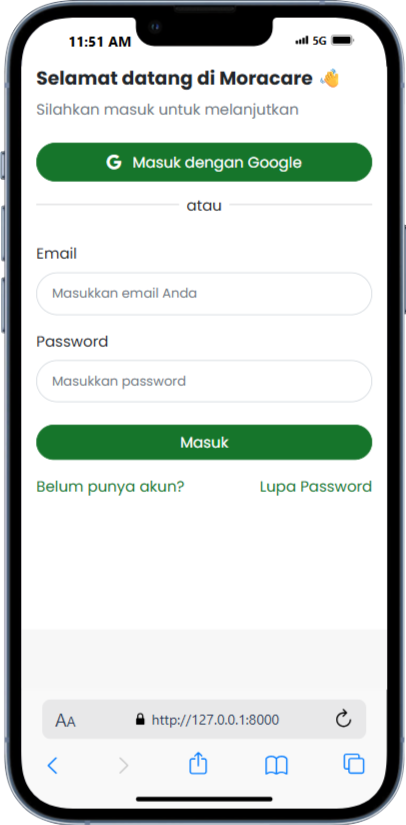 11:51 AM 5G
Selamat datang di Moracare 👋
Silahkan masuk untuk melanjutkan
G Masuk dengan Google
atau
Email
Masukkan email Anda
Password
Masukkan password
Masuk
Belum punya akun? Lupa Password
AA http://127.0.0.1:8000